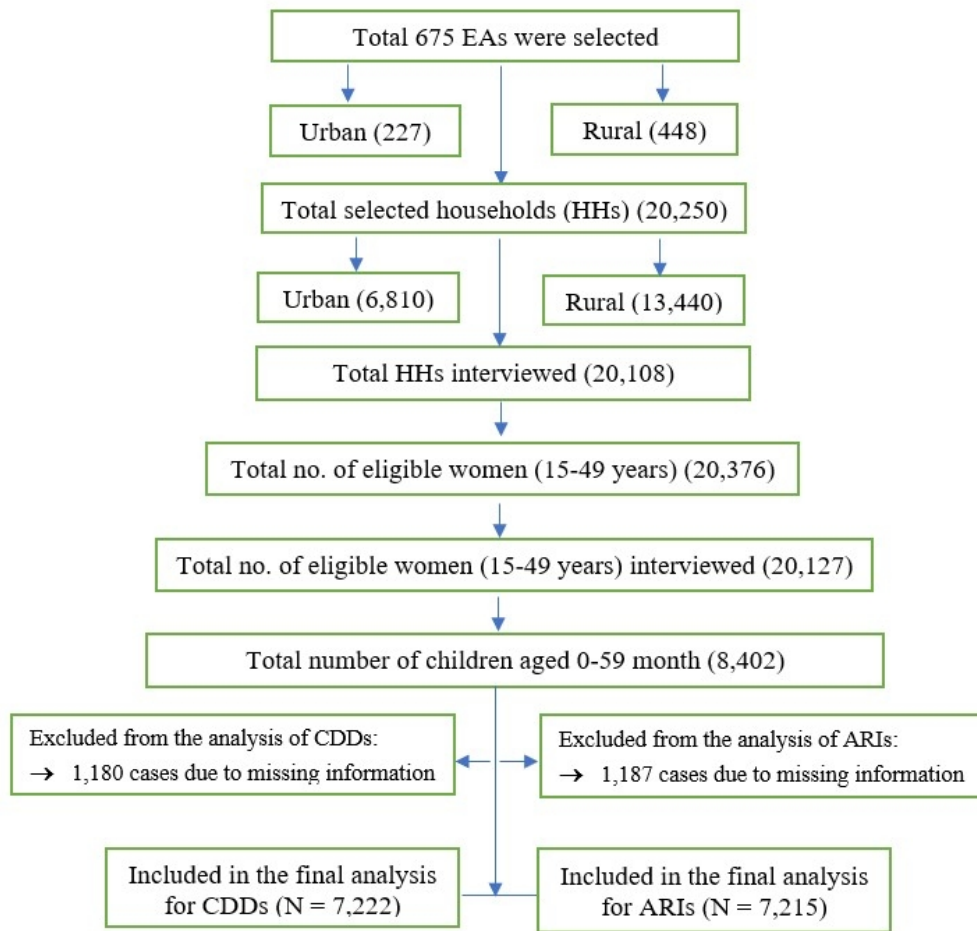 Total 675 EAs were selected
Urban (227)
Rural (448)
Total selected households (HHs) (20,250)
Urban (6,810)
Rural (13,440)
Total HHs interviewed (20,108)
Total no. of eligible women (15-49 years) (20,376)
Total no. of eligible women (15-49 years) interviewed (20,127)
Total number of children aged 0-59 month (8,402)
Excluded from the analysis of CDDs:
→ 1,180 cases due to missing information
Excluded from the analysis of ARIs:
→ 1,187 cases due to missing information
Included in the final analysis
for CDDs (N = 7,222)
Included in the final analysis
for ARIs (N = 7,215)